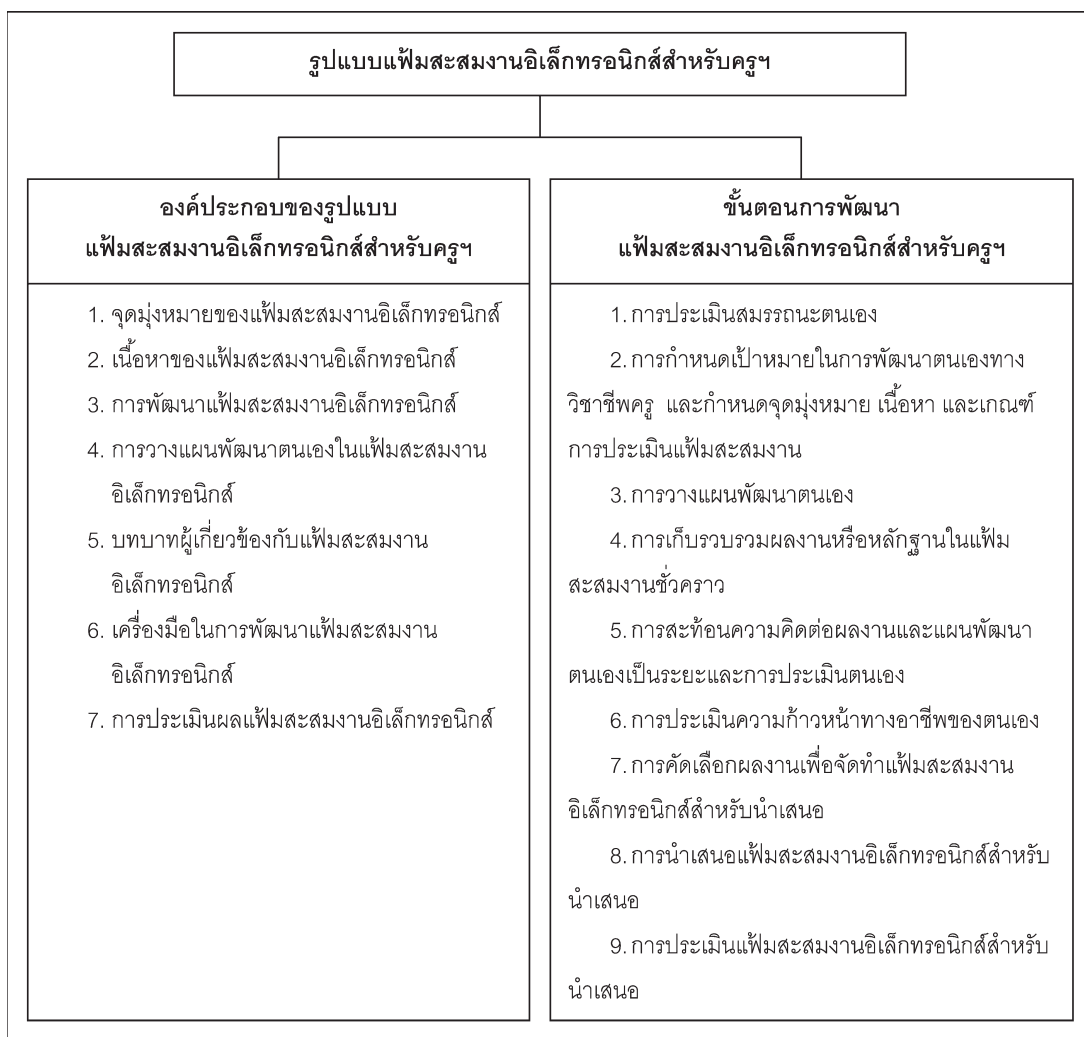 รูปแบบแฟ้มสะสมงานอิเล็กทรอนิกส์สำหรับครูฯ
องค์ประกอบของรูปแบบ
แฟ้มสะสมงานอิเล็กทรอนิกส์สำหรับครูฯ
1. จุดมุ่งหมายของแฟ้มสะสมงานอิเล็กทรอนิกส์
2. เนื้อหาของแฟ้มสะสมงานอิเล็กทรอนิกส์
3. การพัฒนาแฟ้มสะสมงานอิเล็กทรอนิกส์
4. การวางแผนพัฒนาตนเองในแฟ้มสะสมงาน
อิเล็กทรอนิกส์
5. บทบาทผู้เกี่ยวข้องกับแฟ้มสะสมงาน
อิเล็กทรอนิกส์
6. เครื่องมือในการพัฒนาแฟ้มสะสมงาน
อิเล็กทรอนิกส์
7. การประเมินผลแฟ้มสะสมงานอิเล็กทรอนิกส์
ขั้นตอนการพัฒนา
แฟ้มสะสมงานอิเล็กทรอนิกส์สำหรับครูฯ
1. การประเมินสมรรถนะตนเอง
2. การกำหนดเป้าหมายในการพัฒนาตนเองทาง
วิชาชีพครู และกำหนดจุดมุ่งหมาย เนื้อหา และเกณฑ์
การประเมินแฟ้มสะสมงาน
3. การวางแผนพัฒนาตนเอง
4. การเก็บรวบรวมผลงานหรือหลักฐานในแฟ้ม
สะสมงานชั่วคราว
5. การสะท้อนความคิดต่อผลงานและแผนพัฒนา
ตนเองเป็นระยะและการประเมินตนเอง
6. การประเมินความก้าวหน้าทางอาชีพของตนเอง
7. การคัดเลือกผลงานเพื่อจัดทำแฟ้มสะสมงาน
อิเล็กทรอนิกส์สำหรับนำเสนอ
8. การนำเสนอแฟ้มสะสมงานอิเล็กทรอนิกส์สำหรับ
นำเสนอ
9. การประเมินแฟ้มสะสมงานอิเล็กทรอนิกส์สำหรับ
นำเสนอ